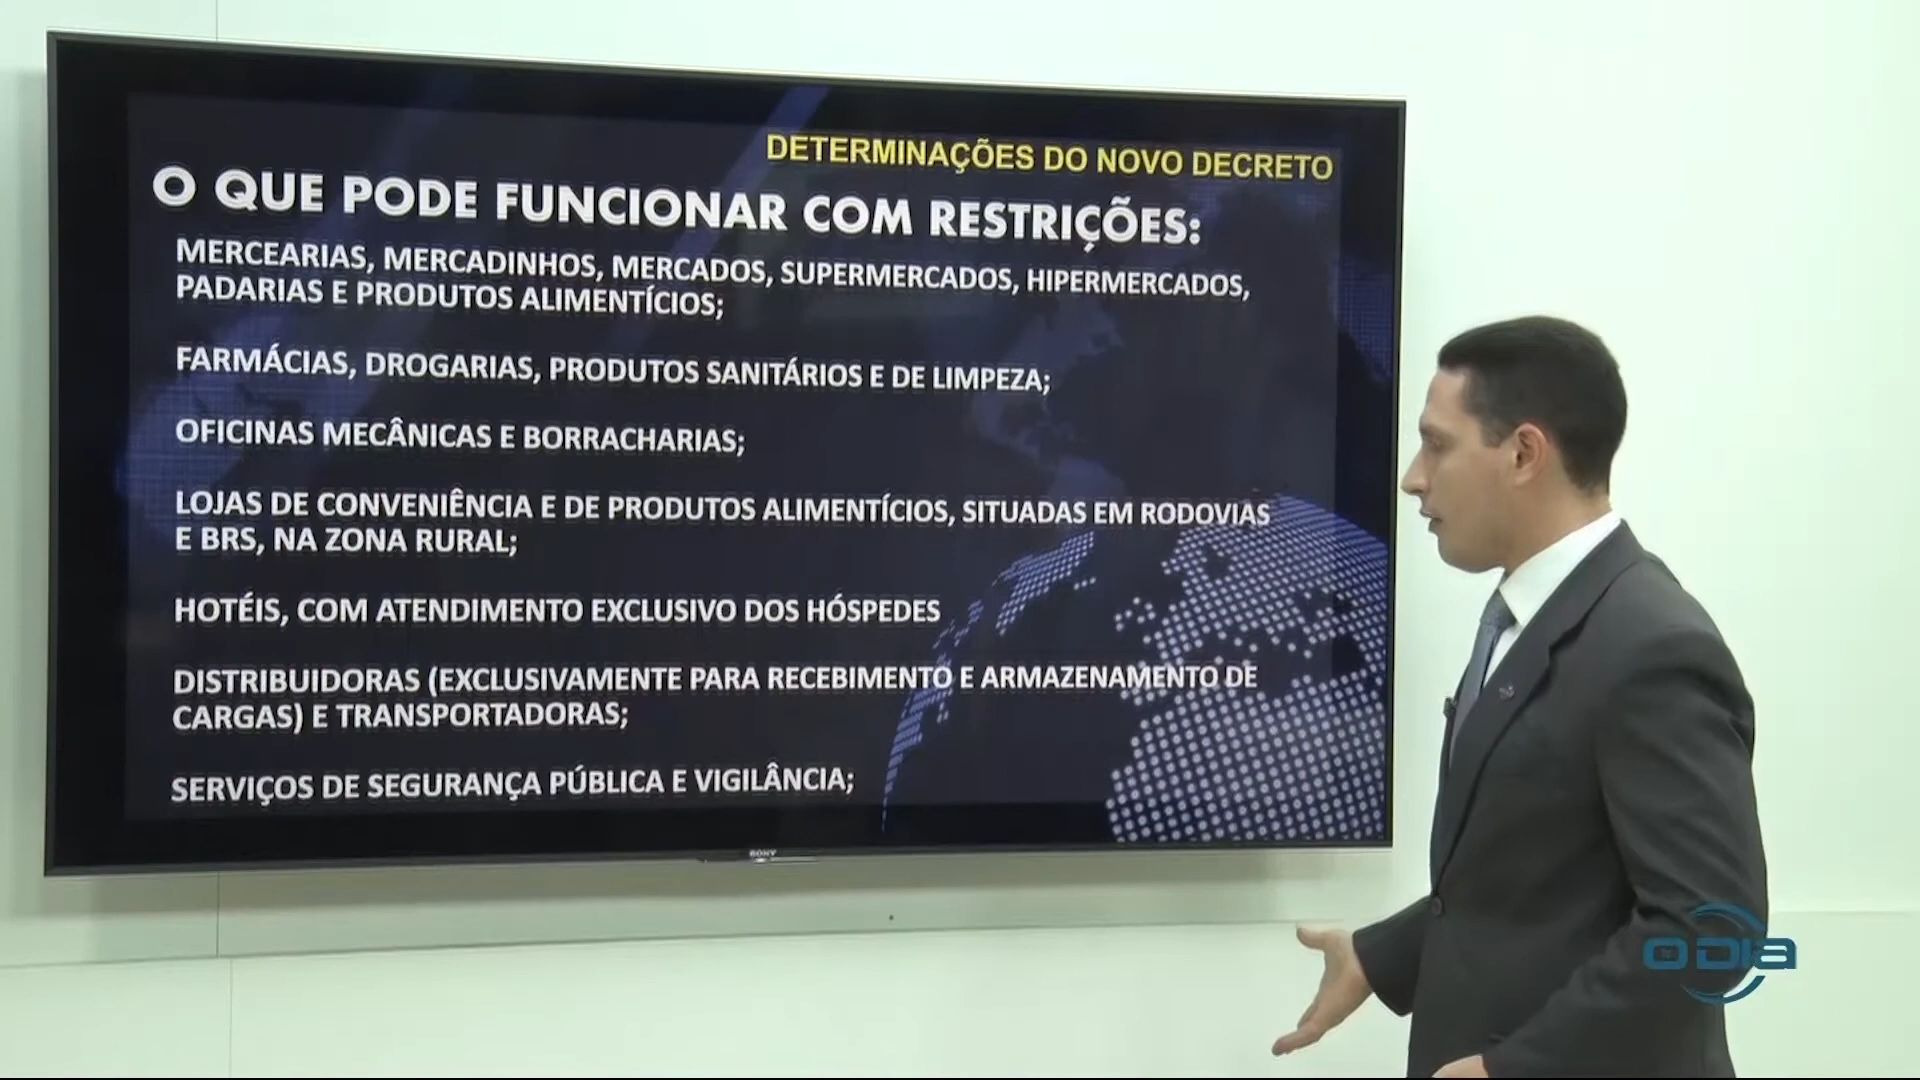 DETERMINAÇÕES DO NOVO DECRETO
O QUE PODE FUNCIONAR COM RESTRIÇÕES:
MERCEARIAS, MERCADINHOS, MERCADOS, SUPERMERCADOS, HIPERMERCADOS,
PADARIAS E PRODUTOS ALIMENTÍCIOS;
FARMÁCIAS, DROGARIAS, PRODUTOS SANITÁRIOS E DE LIMPEZA;
OFICINAS MECÂNICAS E BORRACHARIAS;
LOJAS DE CONVENIÊNCIA E DE PRODUTOS ALIMENTÍCIOS, SITUADAS EM RODOVIAS
E BRS, NA ZONA RURAL;
HOTÉIS, COM ATENDIMENTO EXCLUSIVO DOS HÓSPEDES
DISTRIBUIDORAS (EXCLUSIVAMENTE PARA RECEBIMENTO E ARMAZENAMENTO DE
CARGAS) E TRANSPORTADORAS;
SERVIÇOS DE SEGURANÇA PÚBLICA E VIGILÂNCIA;
SONY
O DIA